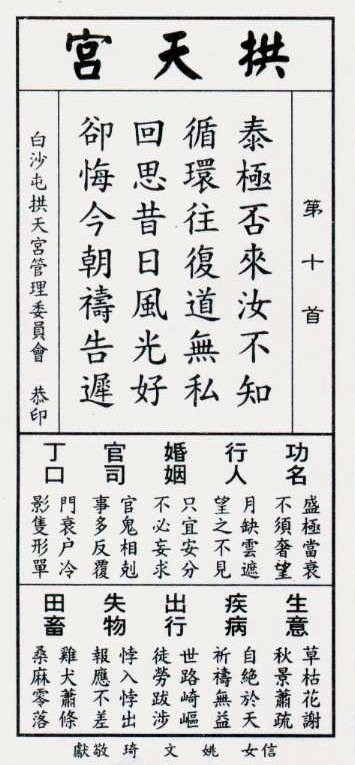 拱天宮
第十首
泰極否來汝不知
循環往復道無私
回思昔日風光好
卻悔今朝禱告遲
白沙屯拱天宮管理委員會 恭印
功名
盛極當衰
不須奢望
行人
月缺雲遮
望之不見
婚姻
只宜安分
不必妄求
官司
官鬼相剋
事多反覆
丁口
門衰户冷
影隻形單
生意
草枯花謝
秋景蕭疏
疾病
自絕於天
祈禱無益
出行
世路崎嶇
徒勞跋涉
失物
悖入悖出
報應不差
田畜
雞犬蕭條
桑麻零落
信女 姚文琦 敬獻